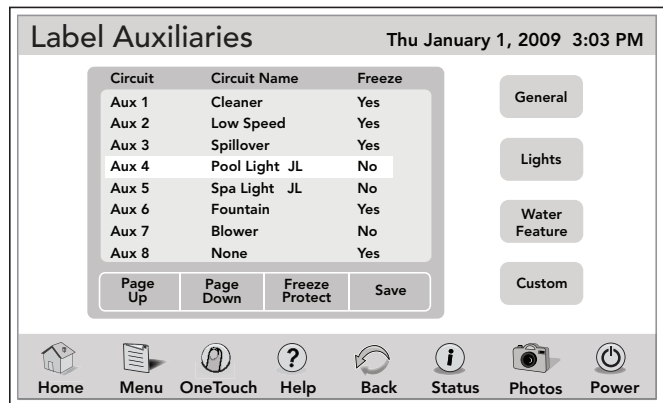 Label Auxiliaries Thu January 1, 2009 3:03 PM
Circuit Circuit Name Freeze
Aux 1 Cleaner Yes
Aux 2 Low Speed Yes
Aux 3 Spillover Yes
Aux 4 Pool Light JL No
Aux 5 Spa Light JL No
Aux 6 Fountain Yes
Aux 7 Blower No
Aux 8 None Yes
Page Up
Page Down
Freeze Protect
Save
General
Lights
Water
Feature
Custom
Home Menu OneTouch Help Back Status Photos Power